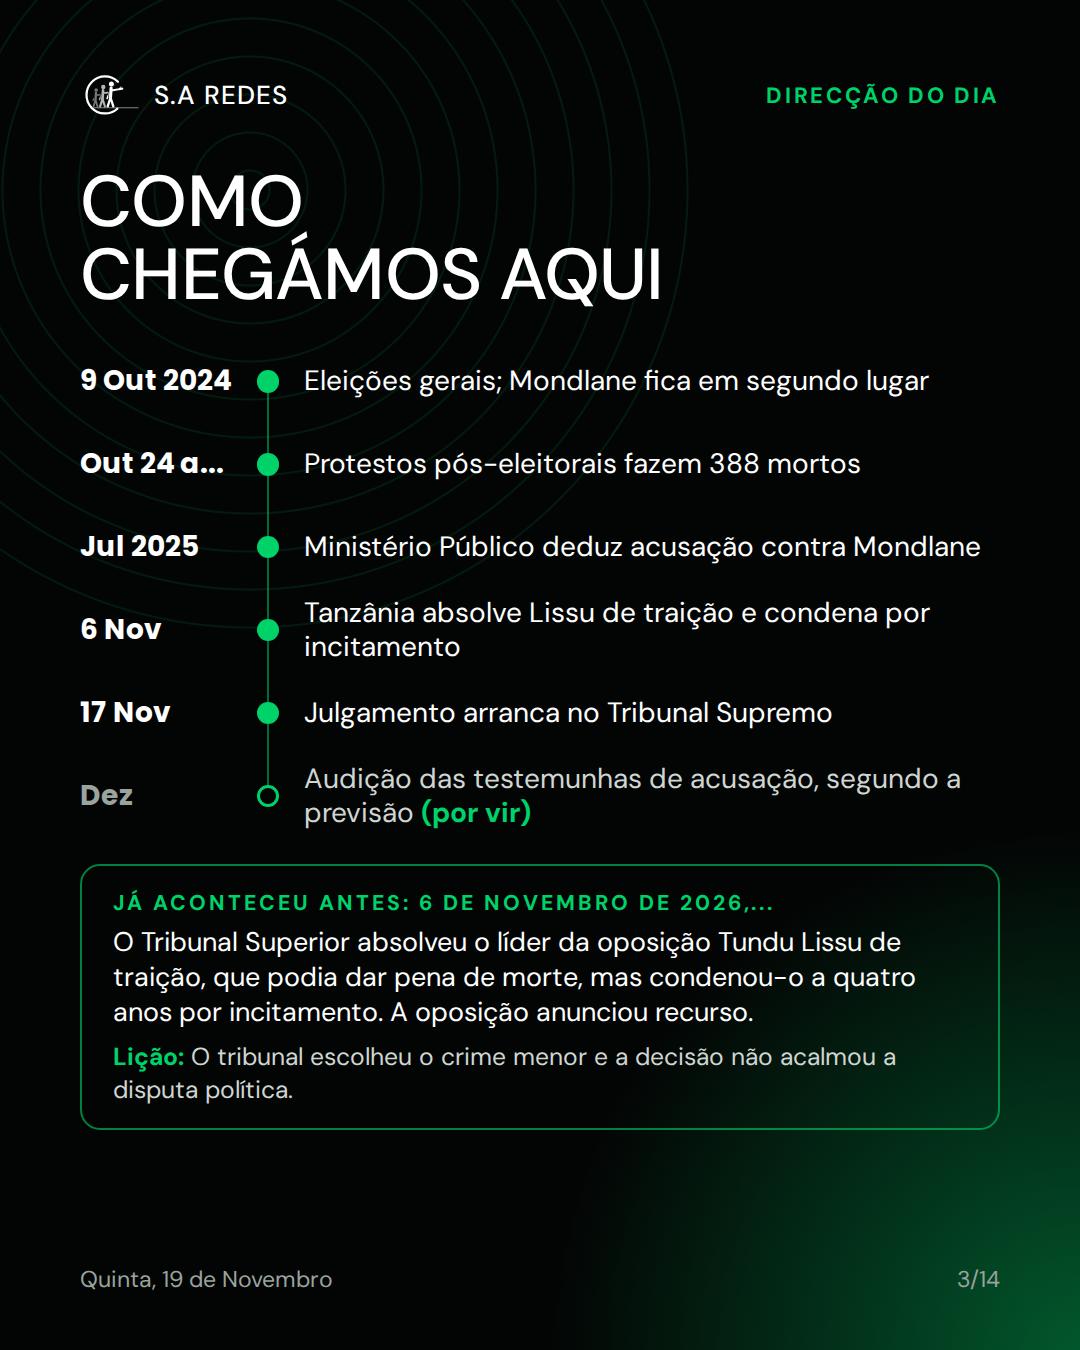 S.A REDES
DIRECÇÃO DO DIA
COMO
CHEGÁMOS AQUI
9 Out 2024
Eleições gerais; Mondlane fica em segundo lugar
Out 24 a...
Protestos pós-eleitorais fazem 388 mortos
Jul 2025
Ministério Público deduz acusação contra Mondlane
6 Nov
Tanzânia absolve Lissu de traição e condena por
incitamento
17 Nov
Julgamento arranca no Tribunal Supremo
Dez
Audição das testemunhas de acusação, segundo a
previsão (por vir)
JÁ ACONTECEU ANTES: 6 DE NOVEMBRO DE 2026,...
O Tribunal Superior absolveu o líder da oposição Tundu Lissu de
traição, que podia dar pena de morte, mas condenou-o a quatro
anos por incitamento. A oposição anunciou recurso.
Lição: O tribunal escolheu o crime menor e a decisão não acalmou a
disputa política.
Quinta, 19 de Novembro
3/14